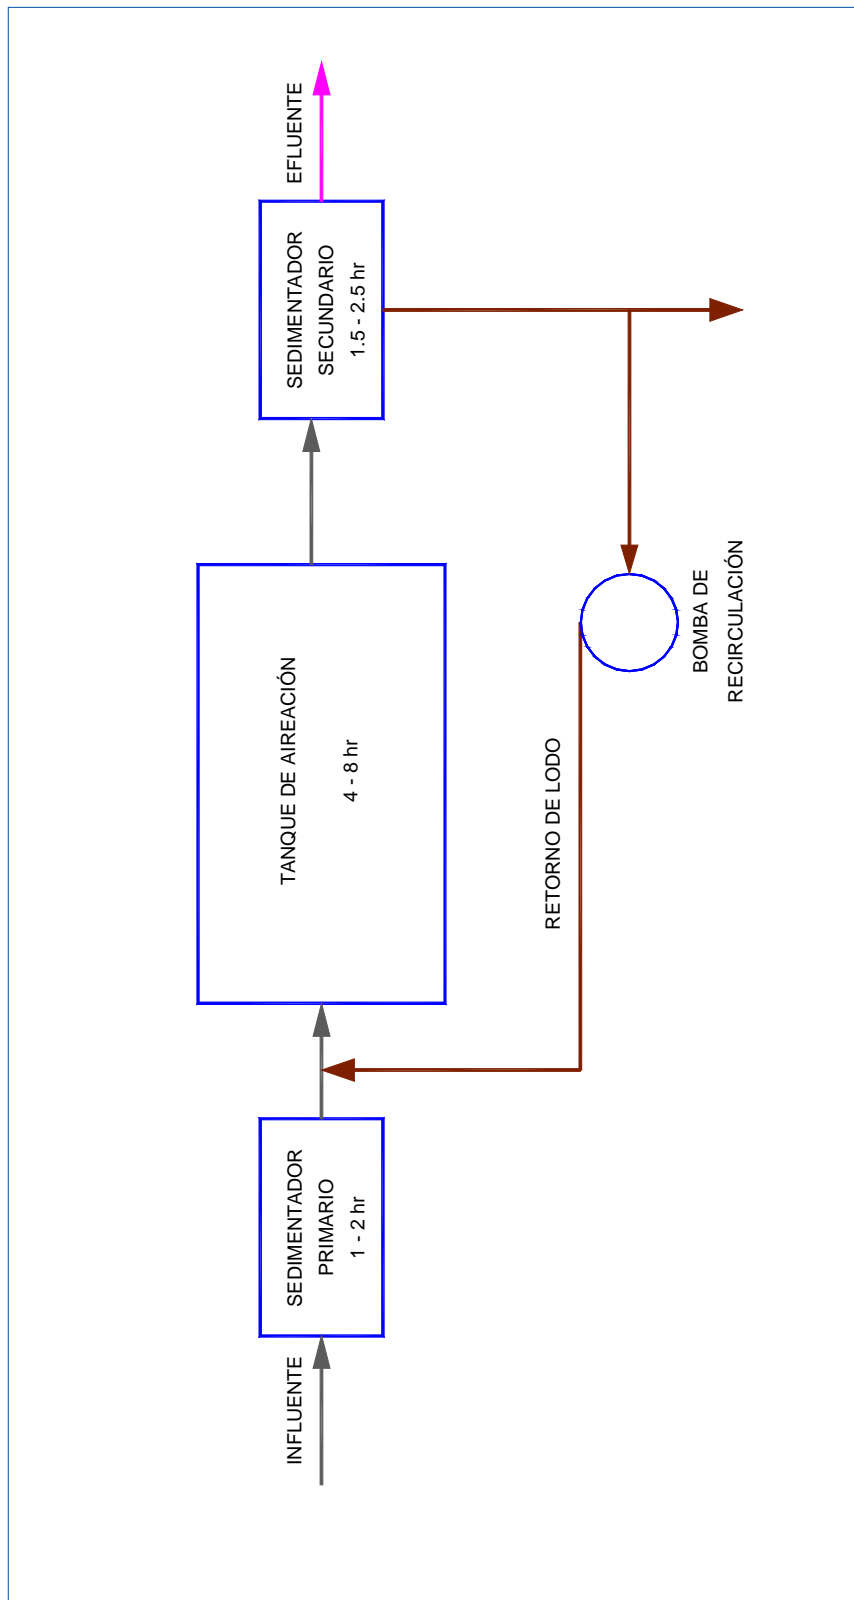 INFLUENTE
SEDIMENTADOR
PRIMARIO
1 - 2 hr
TANQUE DE AIREACIÓN
4 - 8 hr
SEDIMENTADOR
SECUNDARIO
1.5 - 2.5 hr
EFLUENTE
RETORNO DE LODO
BOMBA DE
RECIRCULACIÓN